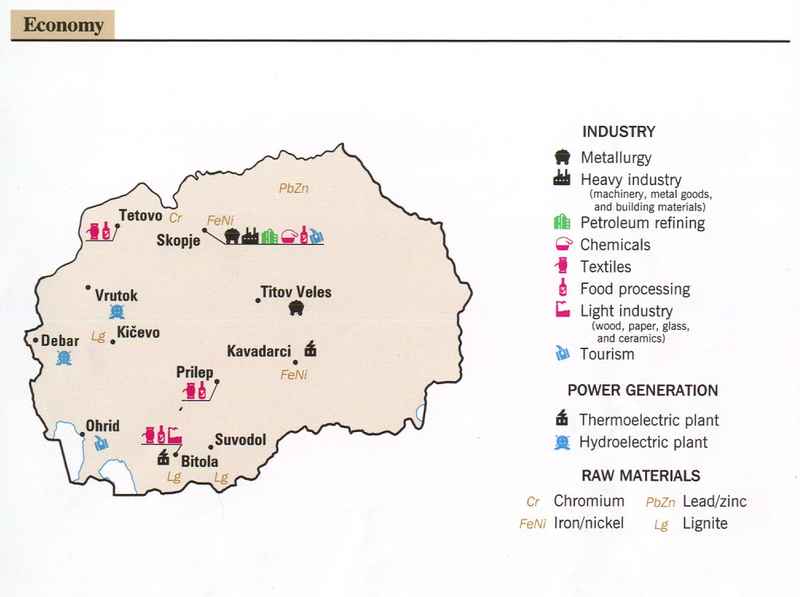 Economy
INDUSTRY
Metallurgy
Heavy industry
(machinery, metal goods,
and building materials)
Petroleum refining
Chemicals
Textiles
Food processing
Light industry
(wood, paper, glass,
and ceramics)
Tourism
POWER GENERATION
Thermoelectric plant
Hydroelectric plant
RAW MATERIALS
Cr Chromium PbZn Lead/zinc
FeNi Iron/nickel Lg Lignite
PbZn
Tetovo Cr FeNi
Skopje
Vrutok
Titov Veles
Lg Kičevo
Debar
Kavadarci
FeNi
Prilep
Ohrid
Suvodol
Bitola
Lg Lg